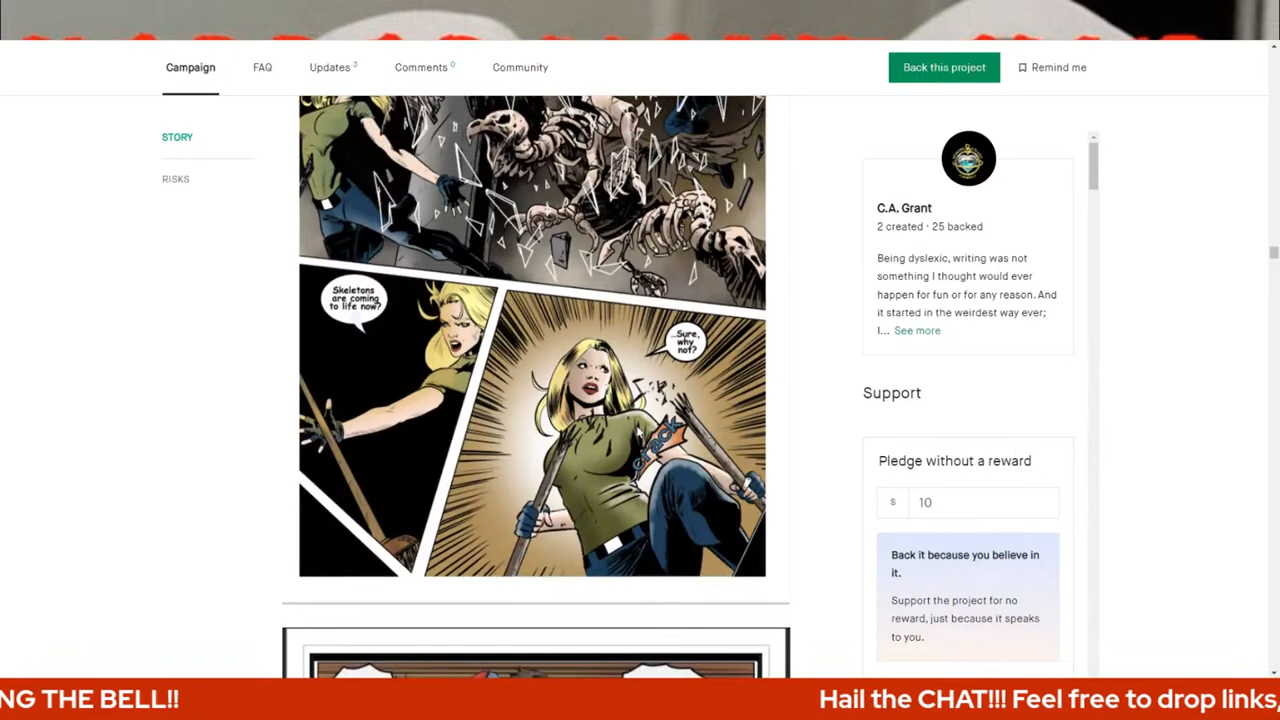 Campaign FAQ Updates 3 Comments 0 Community Back this project Remind me
STORY
RISKS
Skeletons
are coming
to life now?
...Sure,
why
not?
crack
C.A. Grant
2 created · 25 backed
Being dyslexic, writing was not
something I thought would ever
happen for fun or for any reason. And
it started in the weirdest way ever;
I... See more
Support
Pledge without a reward
$ 10
Back it because you believe in
it.
Support the project for no
reward, just because it speaks
to you.
NG THE BELL!! Hail the CHAT!!! Feel free to drop links,